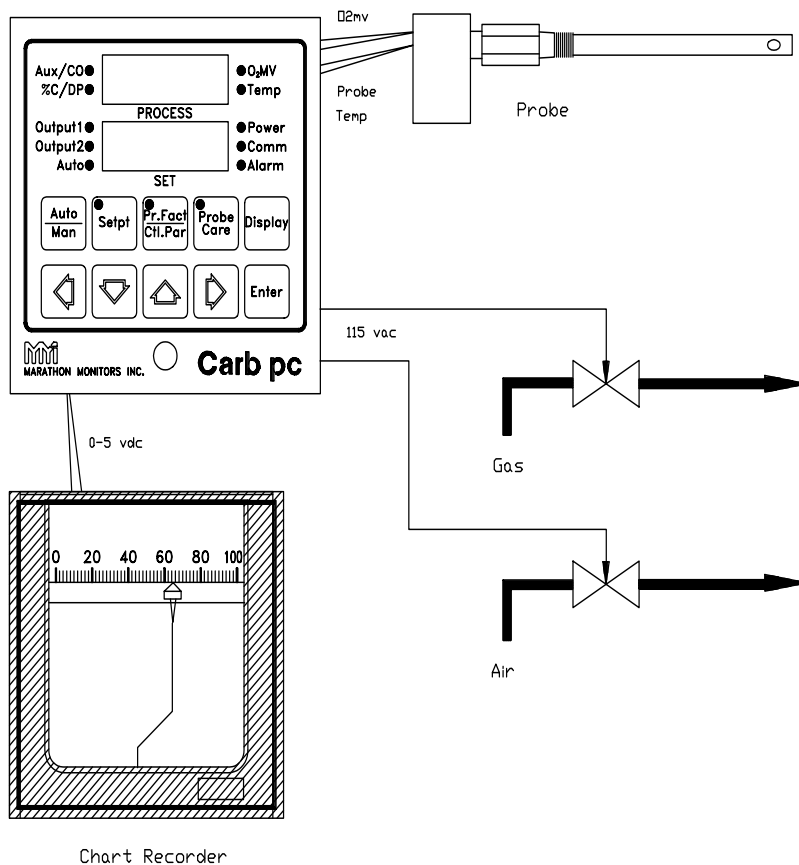 O2mv
Aux/CO
%C/DP
O2MV
Temp
PROCESS
Output1
Output2
Auto
Power
Comm
Alarm
SET
Probe
Temp
Probe
Auto
Man
Setpt
Pr.Fact
Ctl.Par
Probe
Care
Display
Enter
115 vac
MMI
MARATHON MONITORS INC.
Carb pc
0-5 vdc
Gas
0 20 40 60 80 100
Air
Chart Recorder